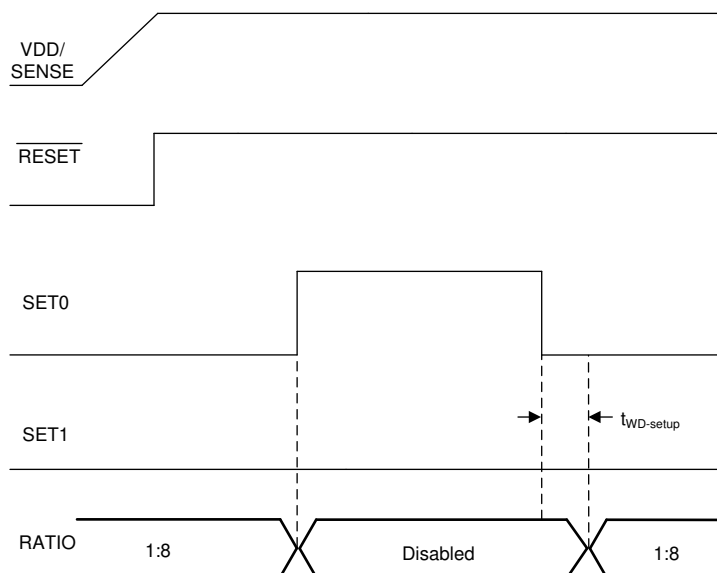 VDD/
SENSE
RESET
SET0
SET1
tWD-setup
RATIO
1:8
Disabled
1:8